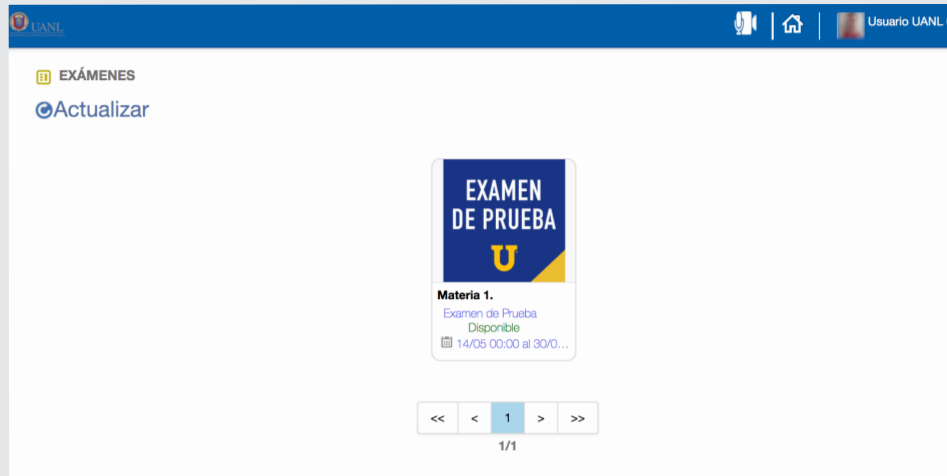 UANL
Usuario UANL
EXÁMENES
Actualizar
EXAMEN
DE PRUEBA
U
Materia 1.
Examen de Prueba
Disponible
14/05 00:00 al 30/0...
<< < 1 > >>
1/1